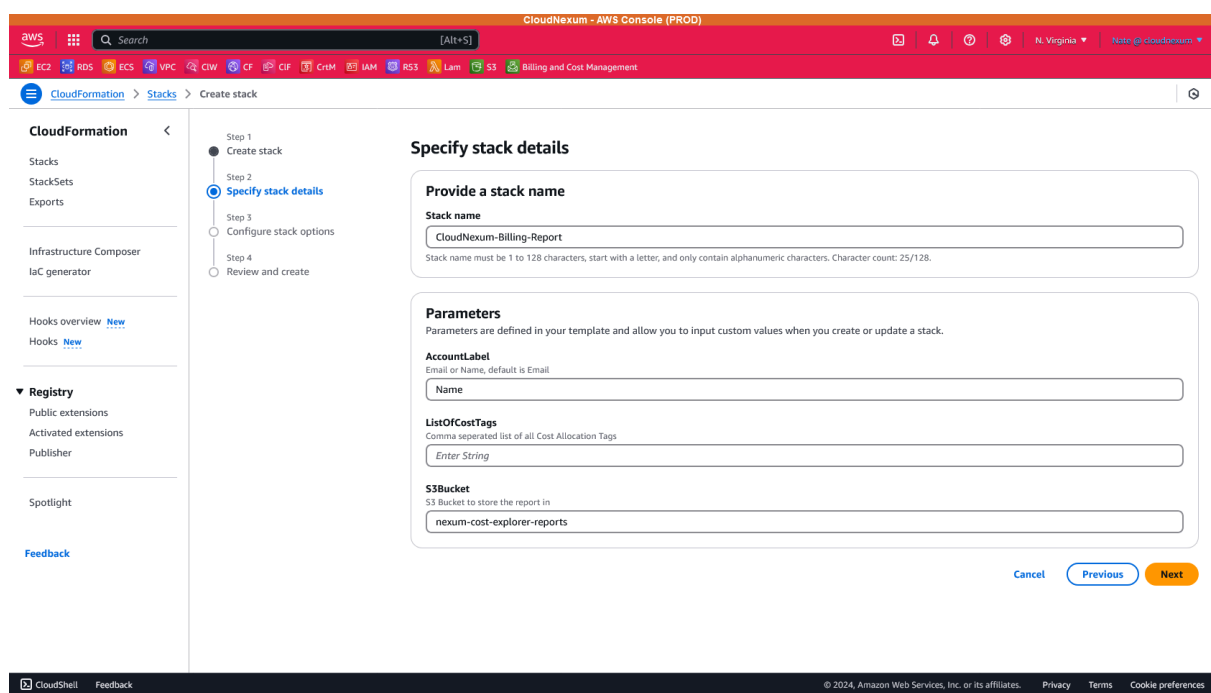 CloudNexum - AWS Console (PROD)
aws Search [Alt+S] N. Virginia ▼ Nate @ cloudnexum ▼
EC2 RDS ECS VPC CIW CF CIF CrtM IAM R53 Lam S3 Billing and Cost Management
CloudFormation > Stacks > Create stack
CloudFormation
Stacks
StackSets
Exports
Infrastructure Composer
IaC generator
Hooks overview New
Hooks New
▼ Registry
Public extensions
Activated extensions
Publisher
Spotlight
Feedback
Step 1
Create stack
Step 2
Specify stack details
Step 3
Configure stack options
Step 4
Review and create
Specify stack details
Provide a stack name
Stack name
CloudNexum-Billing-Report
Stack name must be 1 to 128 characters, start with a letter, and only contain alphanumeric characters. Character count: 25/128.
Parameters
Parameters are defined in your template and allow you to input custom values when you create or update a stack.
AccountLabel
Email or Name, default is Email
Name
ListOfCostTags
Comma seperated list of all Cost Allocation Tags
Enter String
S3Bucket
S3 Bucket to store the report in
nexum-cost-explorer-reports
Cancel Previous Next
CloudShell Feedback © 2024, Amazon Web Services, Inc. or its affiliates. Privacy Terms Cookie preferences